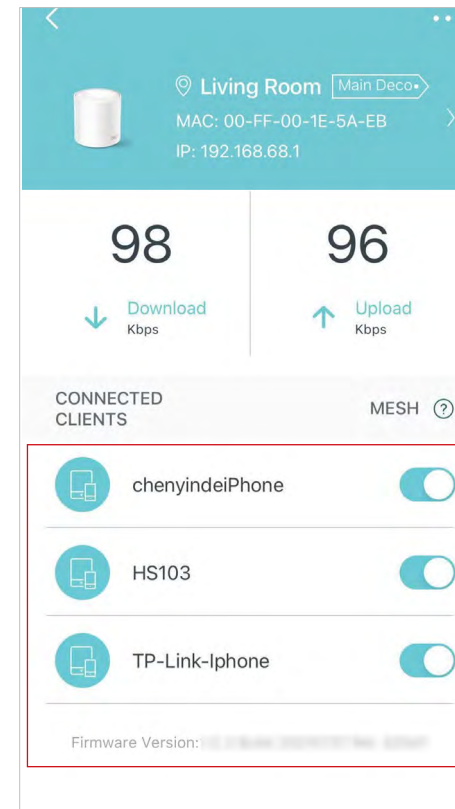 Living Room Main Deco
MAC: 00-FF-00-1E-5A-EB
IP: 192.168.68.1
98 96
Download Upload
Kbps Kbps
CONNECTED
CLIENTS MESH ?
chenyindeiPhone
HS103
TP-Link-Iphone
Firmware Version: